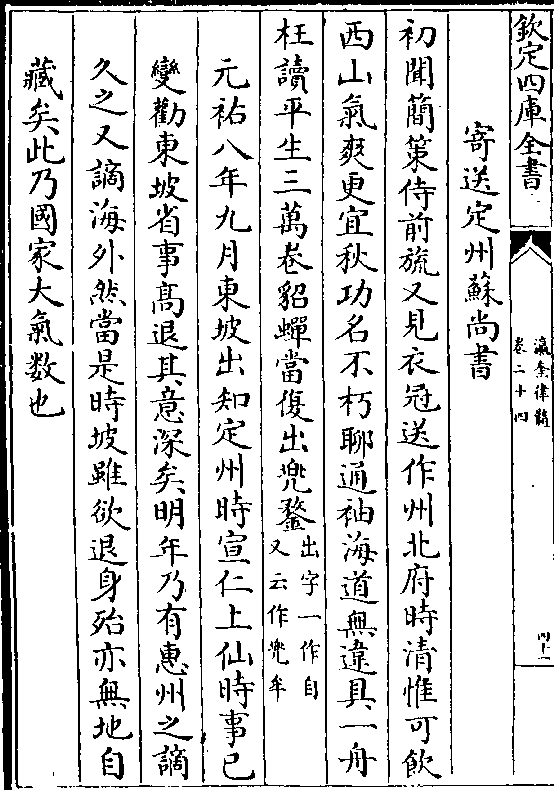 欽定四庫全書
瀛奎律髓
卷二十四
四十一
寄送定州蘇尚書
初聞簡策侍前旒又見衣冠送作州北府時清惟可飲
西山氣爽更宜秋功名不朽聊通袖海道無違具一舟
枉讀平生三萬卷貂蟬當復出兜鍪出字一作自
又云作兜牟
元祐八年九月東坡出知定州時宣仁上仙時事已
變勸東坡省事髙退其意深矣明年乃有惠州之謫
久之又謫海外然當是時坡雖欲退身殆亦無地自
藏矣此乃國家大氣数也